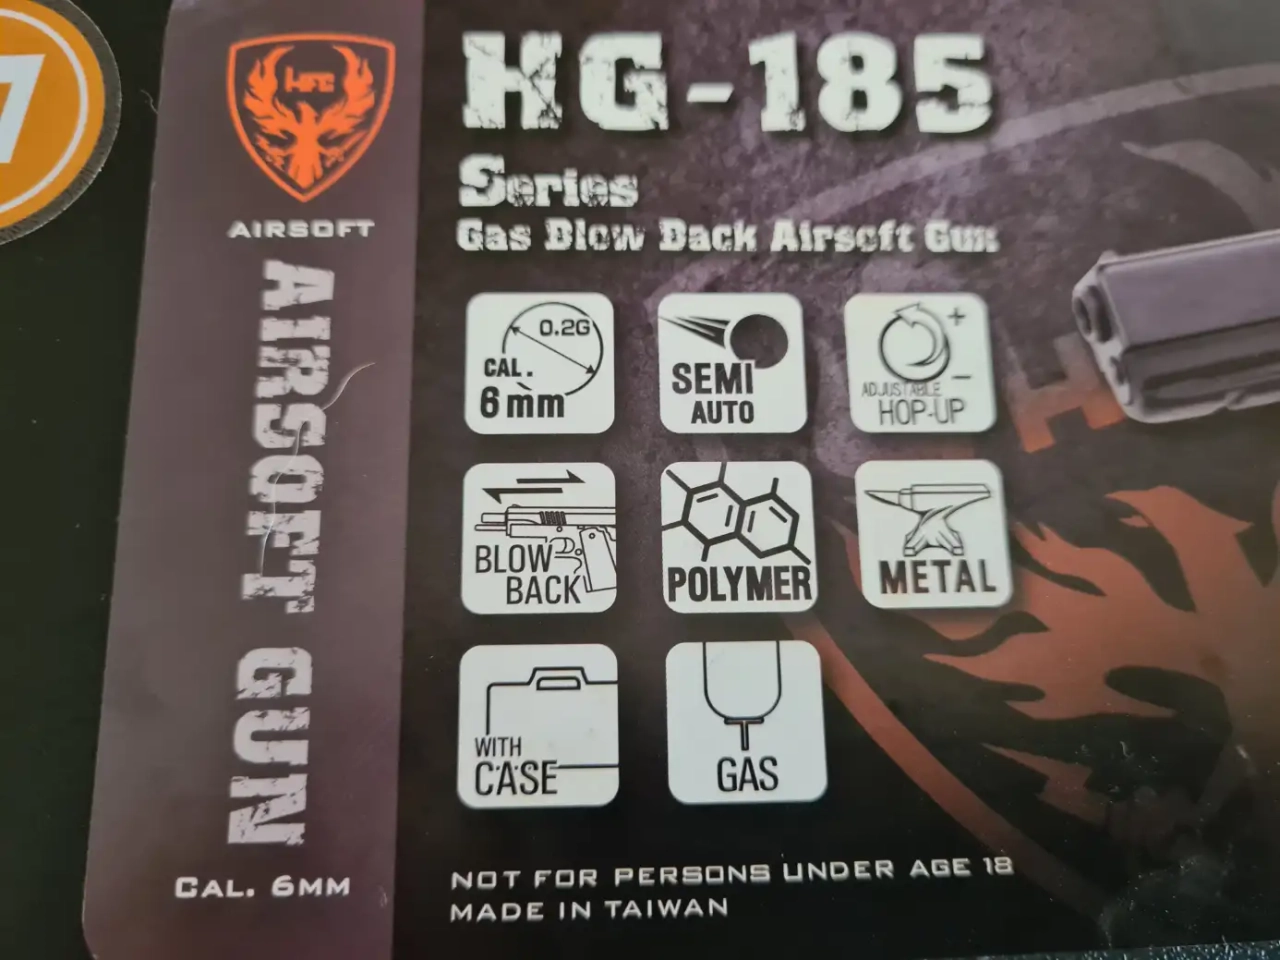 7
HFC
AIRSOFT
AIRSOFT GUN
CAL. 6MM
HG-185
Series
Gas Blow Back Airsoft Gun
0.2G
CAL.
6mm
SEMI
AUTO
+
−
ADJUSTABLE
HOP-UP
BLOW
BACK
POLYMER
METAL
WITH
CASE
GAS
NOT FOR PERSONS UNDER AGE 18
MADE IN TAIWAN